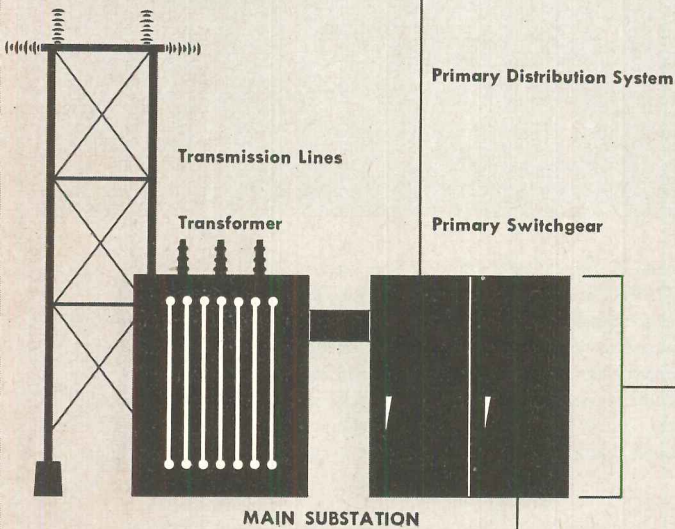 Primary Distribution System
Transmission Lines
Transformer
Primary Switchgear
MAIN SUBSTATION